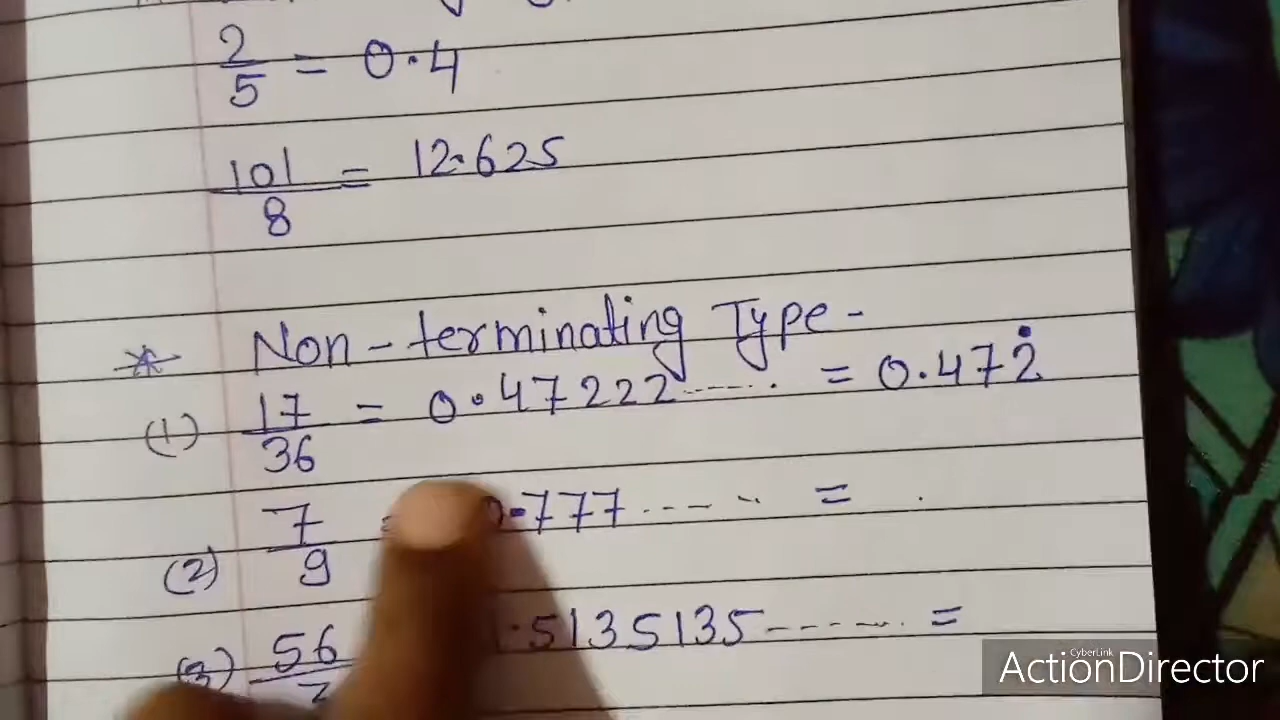 2/5 = 0.4
101/8 = 12.625
* Non-terminating Type -
(1) 17/36 = 0.47222...... = 0.472̇
(2) 7/9 = 0.777...... =
(3) 56/ .5135135....... =
CyberLink
ActionDirector